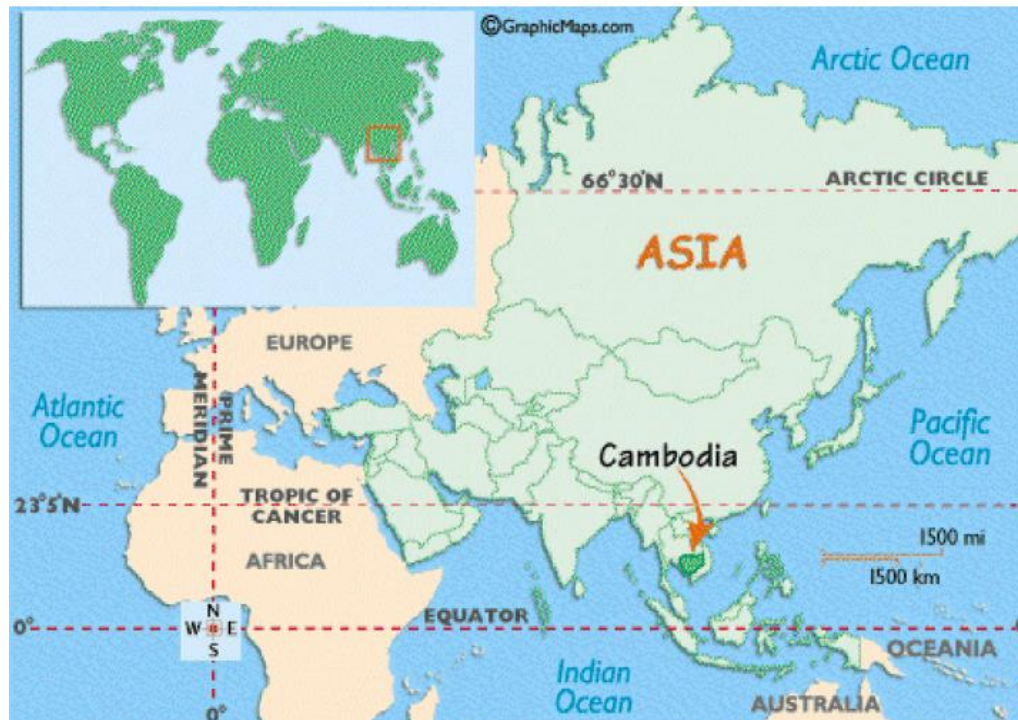 ©GraphicMaps.com
Arctic Ocean
66°30'N
ARCTIC CIRCLE
ASIA
EUROPE
Atlantic
Ocean
PRIME
MERIDIAN
Pacific
Ocean
Cambodia
23°5'N
TROPIC OF
CANCER
AFRICA
1500 mi
1500 km
N
W E
S
0°
EQUATOR
OCEANIA
Indian
Ocean
AUSTRALIA
0°